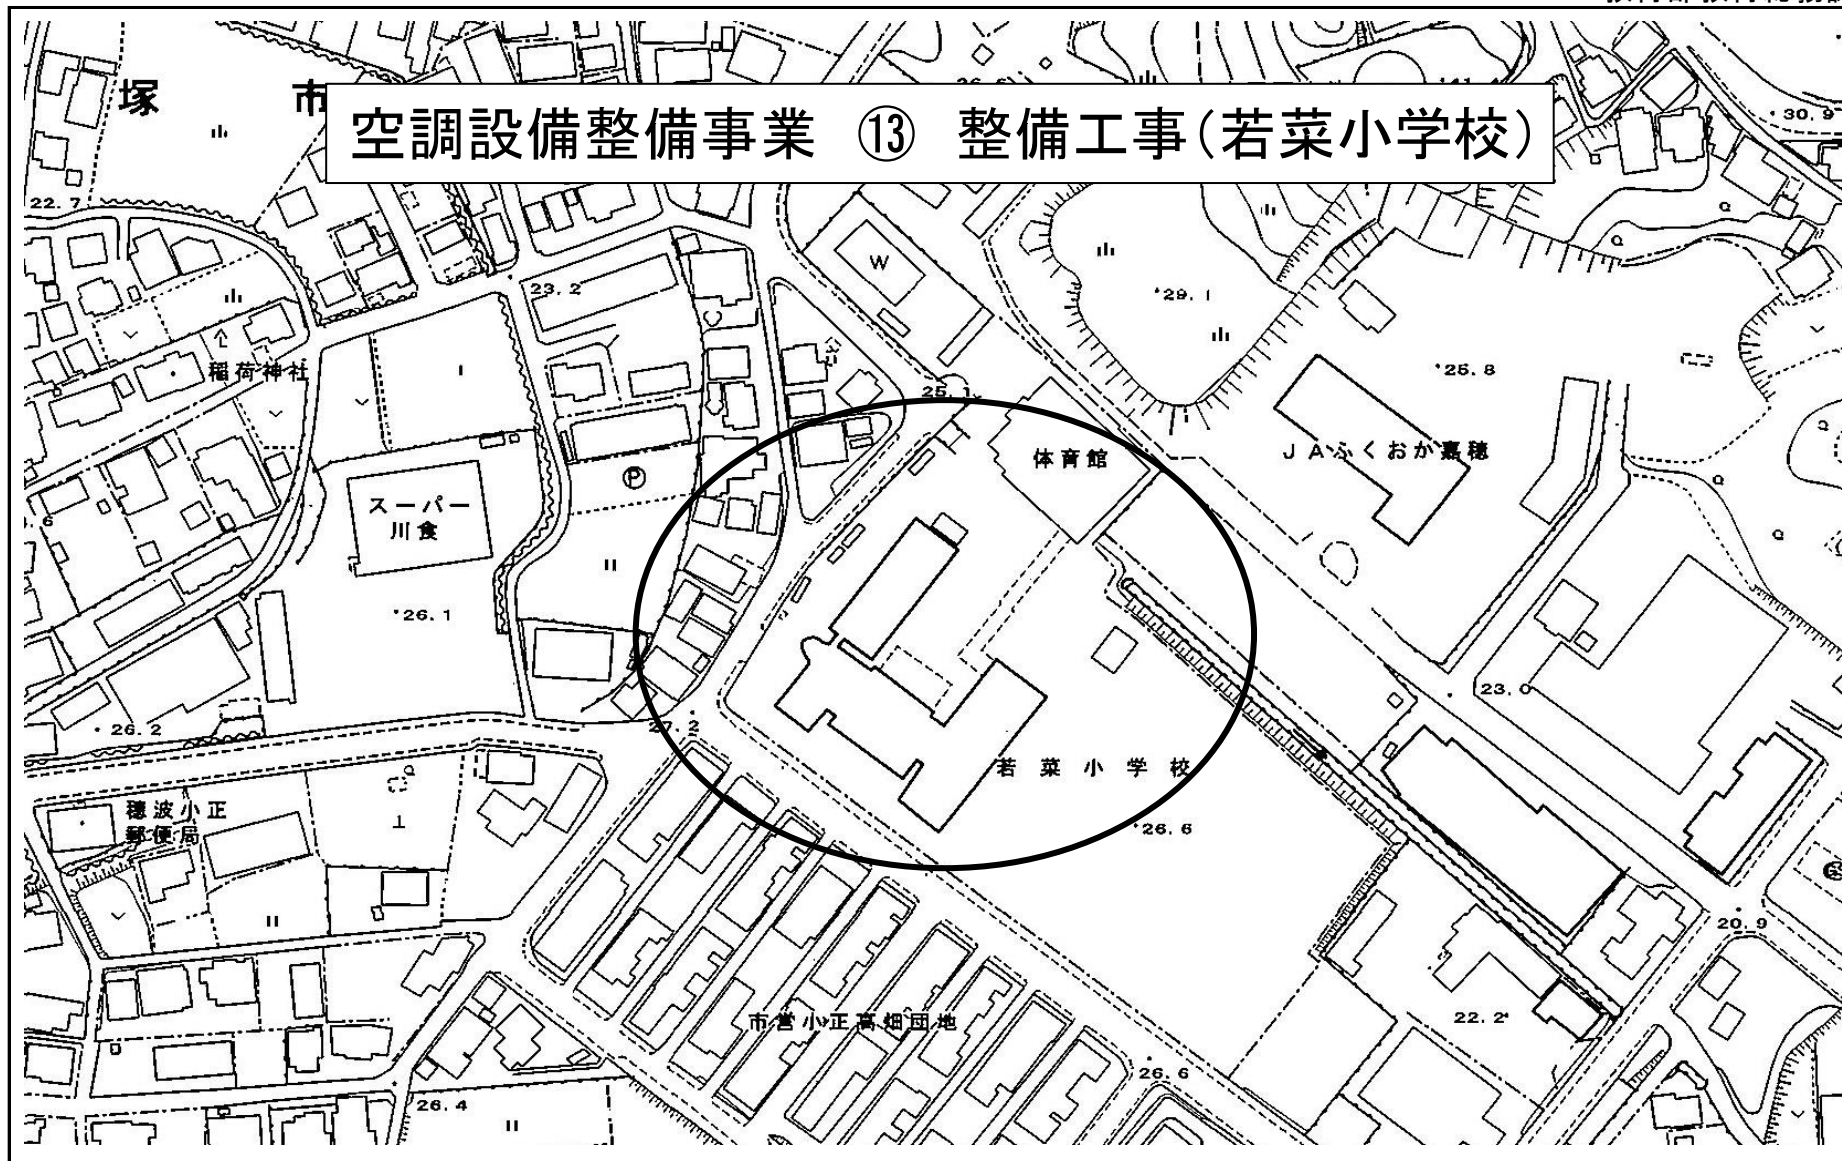 塚 市
空調設備整備事業 ⑬ 整備工事(若菜小学校)
30.9
22.7
W
23.2
29.1
稲荷神社
25.8
25.1
体育館
JAふくおか嘉穂
スーパー
川食
P
26.1
23.0
26.2
27.2
若菜小学校
穂波小正
郵便局
26.6
20.9
市営小正高畑団地
22.2
26.6
26.4